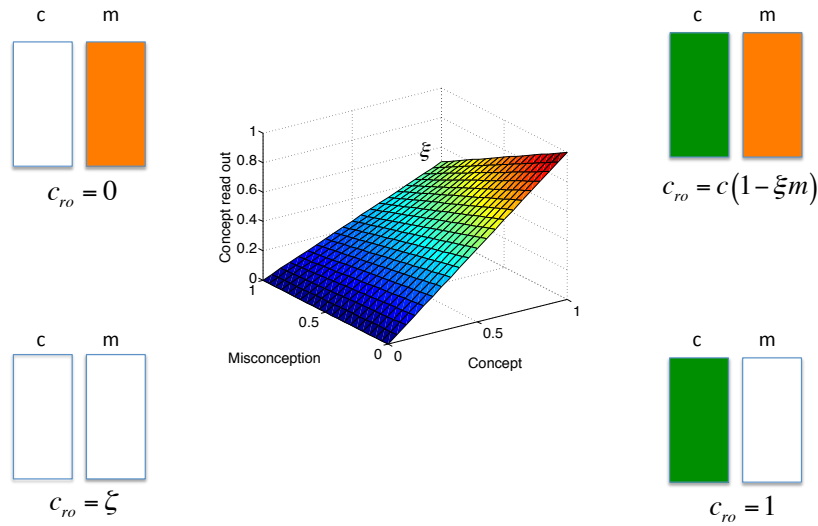 c m
c_ro = 0
c m
c_ro = c(1 − ξm)
ξ
Concept read out
1
0.8
0.6
0.4
0.2
0
1
0.5
0
Misconception
0
0.5
1
Concept
c m
c_ro = ζ
c m
c_ro = 1